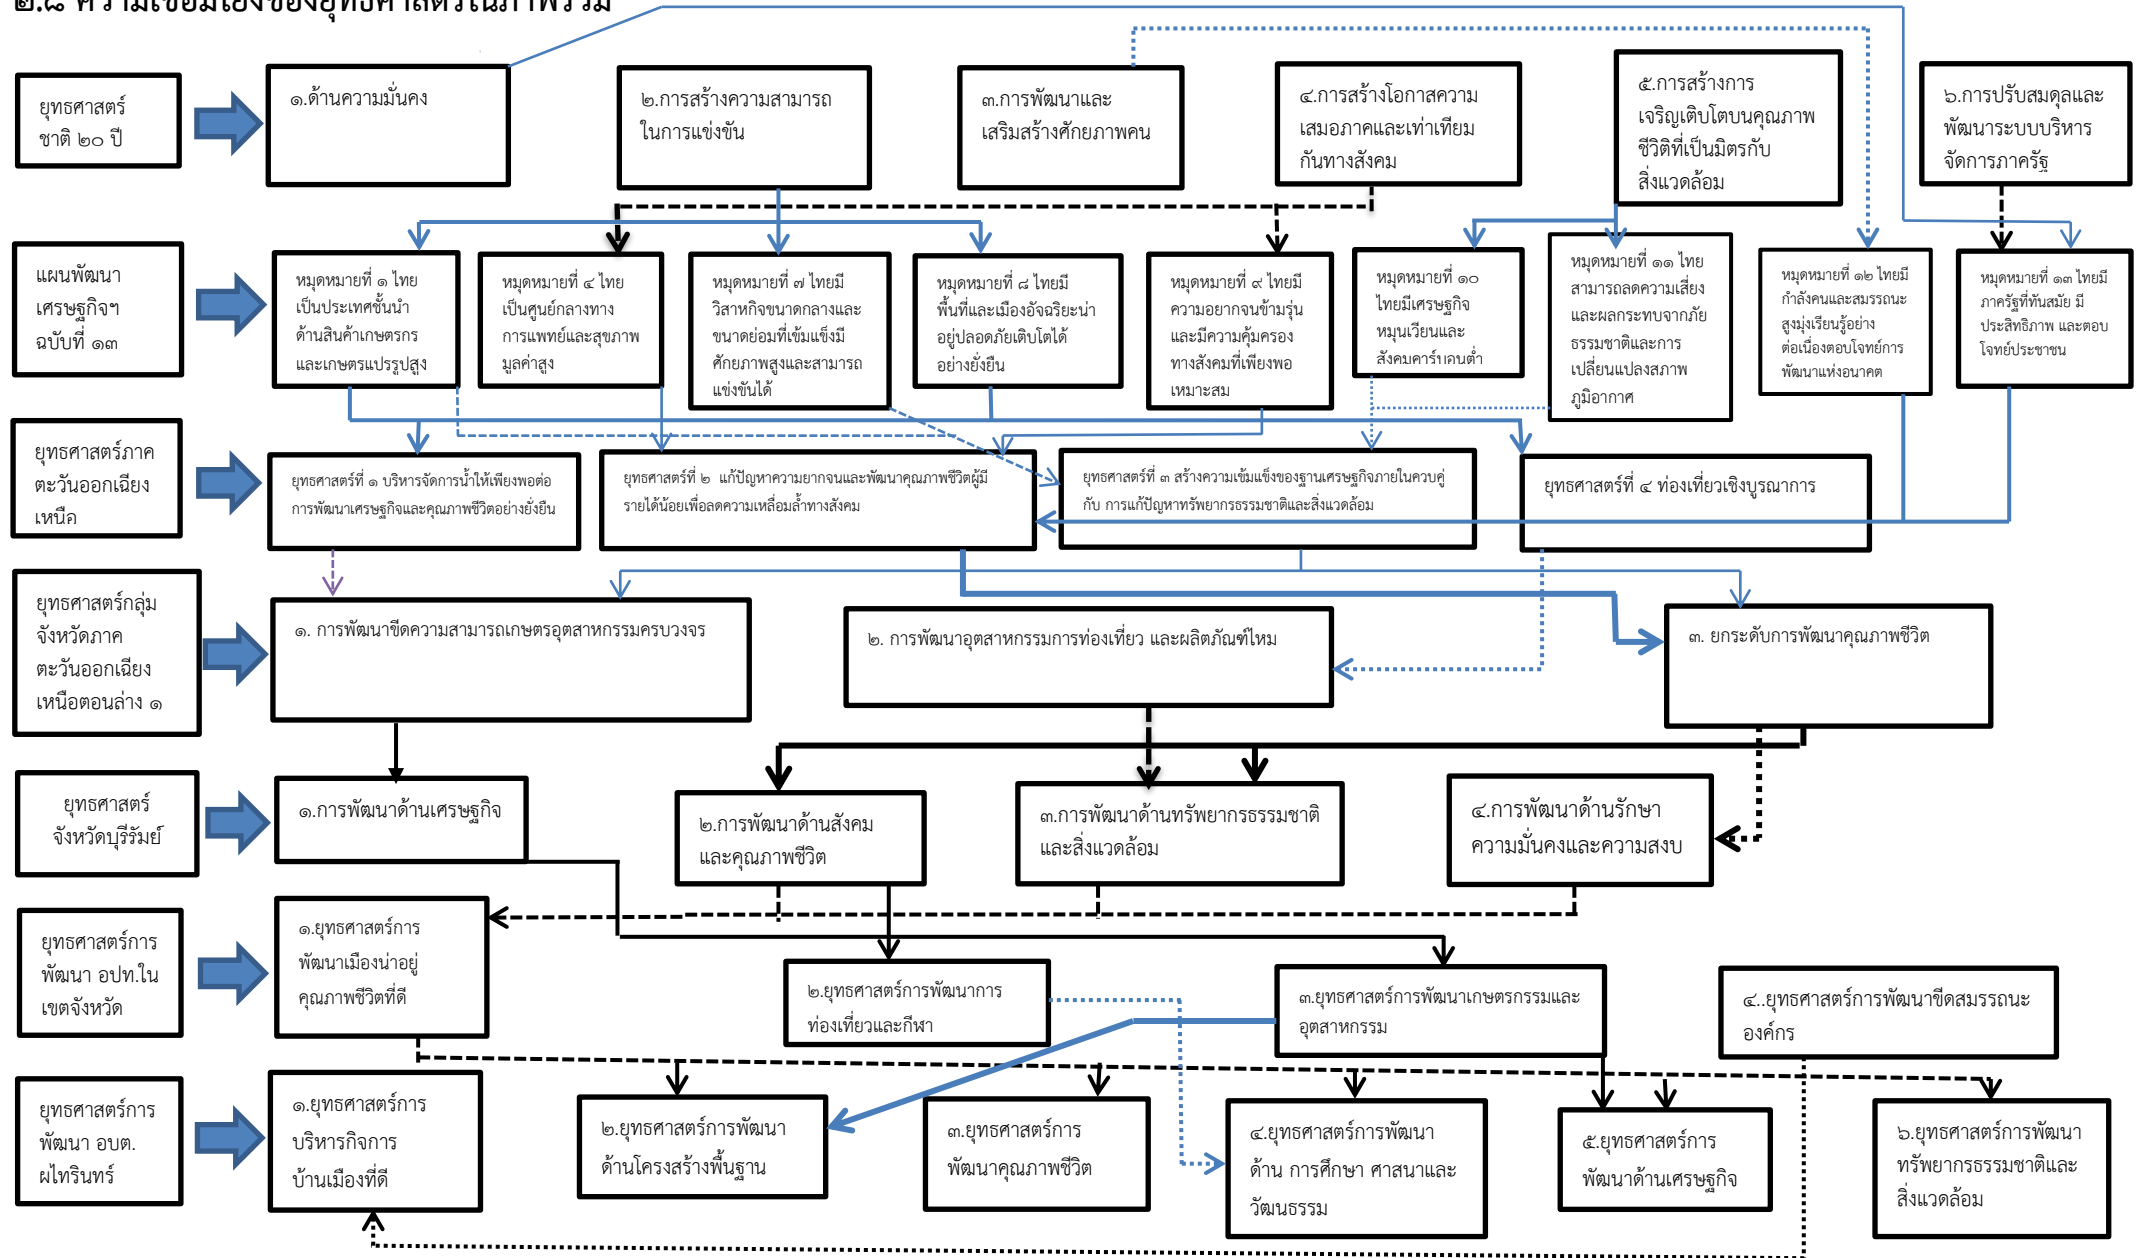 ๒.๘ ความเชื่อมโยงของยุทธศาสตร์ในภาพรวม
ยุทธศาสตร์
ชาติ ๒๐ ปี
๑.ด้านความมั่นคง
๒.การสร้างความสามารถ
ในการแข่งขัน
๓.การพัฒนาและ
เสริมสร้างศักยภาพคน
๔.การสร้างโอกาสความ
เสมอภาคและเท่าเทียม
กันทางสังคม
๕.การสร้างการ
เจริญเติบโตบนคุณภาพ
ชีวิตที่เป็นมิตรกับ
สิ่งแวดล้อม
๖.การปรับสมดุลและ
พัฒนาระบบบริหาร
จัดการภาครัฐ
แผนพัฒนา
เศรษฐกิจฯ
ฉบับที่ ๑๓
หมุดหมายที่ ๑ ไทย
เป็นประเทศชั้นนำ
ด้านสินค้าเกษตรกร
และเกษตรแปรรูปสูง
หมุดหมายที่ ๔ ไทย
เป็นศูนย์กลางทาง
การแพทย์และสุขภาพ
มูลค่าสูง
หมุดหมายที่ ๗ ไทยมี
วิสาหกิจขนาดกลางและ
ขนาดย่อมที่เข้มแข็งมี
ศักยภาพสูงและสามารถ
แข่งขันได้
หมุดหมายที่ ๘ ไทยมี
พื้นที่และเมืองอัจฉริยะน่า
อยู่ปลอดภัยเติบโตได้
อย่างยั่งยืน
หมุดหมายที่ ๙ ไทยมี
ความอยากจนข้ามรุ่น
และมีความคุ้มครอง
ทางสังคมที่เพียงพอ
เหมาะสม
หมุดหมายที่ ๑๐
ไทยมีเศรษฐกิจ
หมุนเวียนและ
สังคมคาร์บอนต่ำ
หมุดหมายที่ ๑๑ ไทย
สามารถลดความเสี่ยง
และผลกระทบจากภัย
ธรรมชาติและการ
เปลี่ยนแปลงสภาพ
ภูมิอากาศ
หมุดหมายที่ ๑๒ ไทยมี
กำลังคนและสมรรถนะ
สูงมุ่งเรียนรู้อย่าง
ต่อเนื่องตอบโจทย์การ
พัฒนาแห่งอนาคต
หมุดหมายที่ ๑๓ ไทยมี
ภาครัฐที่ทันสมัย มี
ประสิทธิภาพ และตอบ
โจทย์ประชาชน
ยุทธศาสตร์ภาค
ตะวันออกเฉียง
เหนือ
ยุทธศาสตร์ที่ ๑ บริหารจัดการน้ำให้เพียงพอต่อ
การพัฒนาเศรษฐกิจและคุณภาพชีวิตอย่างยั่งยืน
ยุทธศาสตร์ที่ ๒ แก้ปัญหาความยากจนและพัฒนาคุณภาพชีวิตผู้มี
รายได้น้อยเพื่อลดความเหลื่อมล้ำทางสังคม
ยุทธศาสตร์ที่ ๓ สร้างความเข้มแข็งของฐานเศรษฐกิจภายในควบคู่
กับ การแก้ปัญหาทรัพยากรธรรมชาติและสิ่งแวดล้อม
ยุทธศาสตร์ที่ ๔ ท่องเที่ยวเชิงบูรณาการ
ยุทธศาสตร์กลุ่ม
จังหวัดภาค
ตะวันออกเฉียง
เหนือตอนล่าง ๑
๑. การพัฒนาขีดความสามารถเกษตรอุตสาหกรรมครบวงจร
๒. การพัฒนาอุตสาหกรรมการท่องเที่ยว และผลิตภัณฑ์ไหม
๓. ยกระดับการพัฒนาคุณภาพชีวิต
ยุทธศาสตร์
จังหวัดบุรีรัมย์
๑.การพัฒนาด้านเศรษฐกิจ
๒.การพัฒนาด้านสังคม
และคุณภาพชีวิต
๓.การพัฒนาด้านทรัพยากรธรรมชาติ
และสิ่งแวดล้อม
๔.การพัฒนาด้านรักษา
ความมั่นคงและความสงบ
ยุทธศาสตร์การ
พัฒนา อปท.ใน
เขตจังหวัด
๑.ยุทธศาสตร์การ
พัฒนาเมืองน่าอยู่
คุณภาพชีวิตที่ดี
๒.ยุทธศาสตร์การพัฒนาการ
ท่องเที่ยวและกีฬา
๓.ยุทธศาสตร์การพัฒนาเกษตรกรรมและ
อุตสาหกรรม
๔..ยุทธศาสตร์การพัฒนาขีดสมรรถนะ
องค์กร
ยุทธศาสตร์การ
พัฒนา อบต.
ผไทรินทร์
๑.ยุทธศาสตร์การ
บริหารกิจการ
บ้านเมืองที่ดี
๒.ยุทธศาสตร์การพัฒนา
ด้านโครงสร้างพื้นฐาน
๓.ยุทธศาสตร์การ
พัฒนาคุณภาพชีวิต
๔.ยุทธศาสตร์การพัฒนา
ด้าน การศึกษา ศาสนาและ
วัฒนธรรม
๕.ยุทธศาสตร์การ
พัฒนาด้านเศรษฐกิจ
๖.ยุทธศาสตร์การพัฒนา
ทรัพยากรธรรมชาติและ
สิ่งแวดล้อม